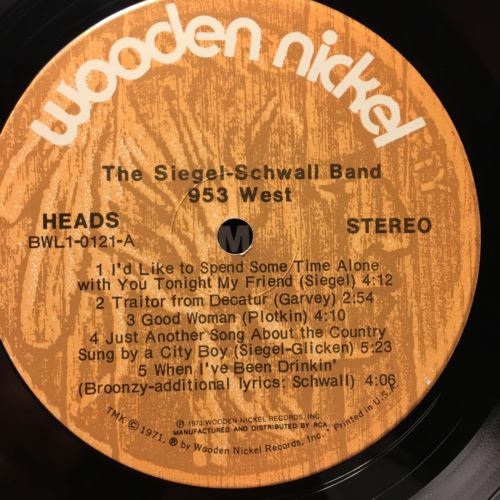 wooden nickel
The Siegel-Schwall Band
953 West
HEADS
BWL1-0121-A
STEREO
1 I'd Like to Spend Some Time Alone
with You Tonight My Friend (Siegel) 4:12
2 Traitor from Decatur (Garvey) 2:54
3 Good Woman (Plotkin) 4:10
4 Just Another Song About the Country
Sung by a City Boy (Siegel-Glicken) 5:23
5 When I've Been Drinkin'
(Broonzy-additional lyrics: Schwall) 4:06
℗ 1973 WOODEN NICKEL RECORDS, INC.
MANUFACTURED AND DISTRIBUTED BY RCA
TMK © 1971, ® by Wooden Nickel Records, Inc., Printed in U.S.A.